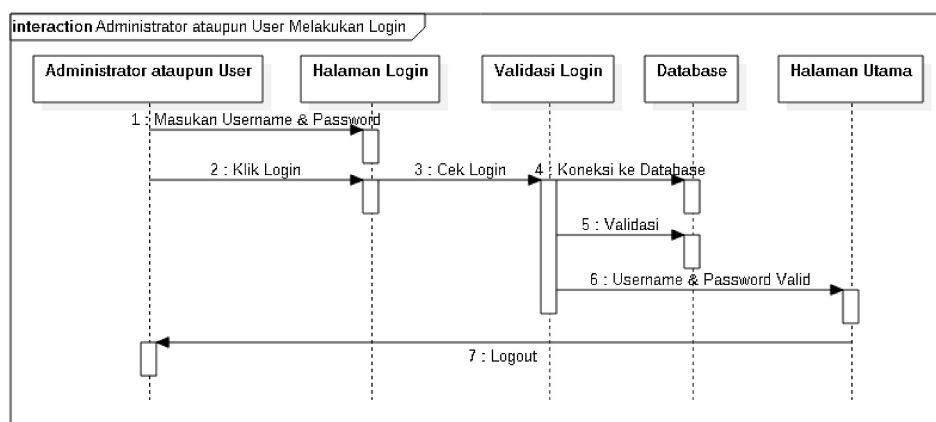 interaction Administrator ataupun User Melakukan Login
Administrator ataupun User
Halaman Login
Validasi Login
Database
Halaman Utama
1 : Masukan Username & Password
2 : Klik Login
3 : Cek Login
4 : Koneksi ke Database
5 : Validasi
6 : Username & Password Valid
7 : Logout